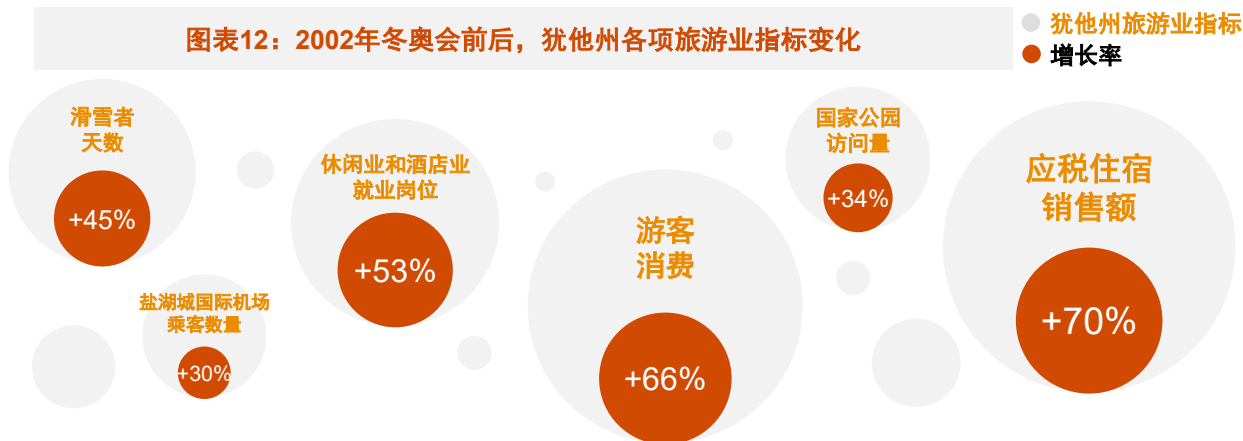 图表12：2002年冬奥会前后，犹他州各项旅游业指标变化
犹他州旅游业指标
增长率
滑雪者
天数
+45%
盐湖城国际机场
乘客数量
+30%
休闲业和酒店业
就业岗位
+53%
游客
消费
+66%
国家公园
访问量
+34%
应税住宿
销售额
+70%